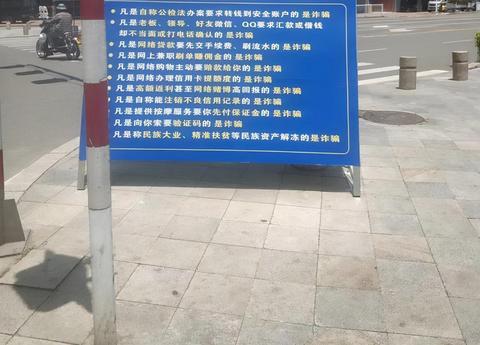 ● 凡是自称公检法办案要求转钱到安全账户的是诈骗
● 凡是老板、领导、好友微信、QQ要求汇款或借钱
却不当面或打电话确认的是诈骗
● 凡是网络贷款要先交手续费、刷流水的是诈骗
● 凡是网上兼职刷单赚佣金的是诈骗
● 凡是网络购物主动要赔款给你的是诈骗
● 凡是网络办理信用卡提额度的是诈骗
● 凡是高额返利甚至网络赌博高回报的是诈骗
● 凡是自称能注销不良信用记录的是诈骗
● 凡是提供按摩服务要你先付保证金的是诈骗
● 凡是向你索要验证码的是诈骗
● 凡是称民族大业、精准扶贫等民族资产解冻的是诈骗